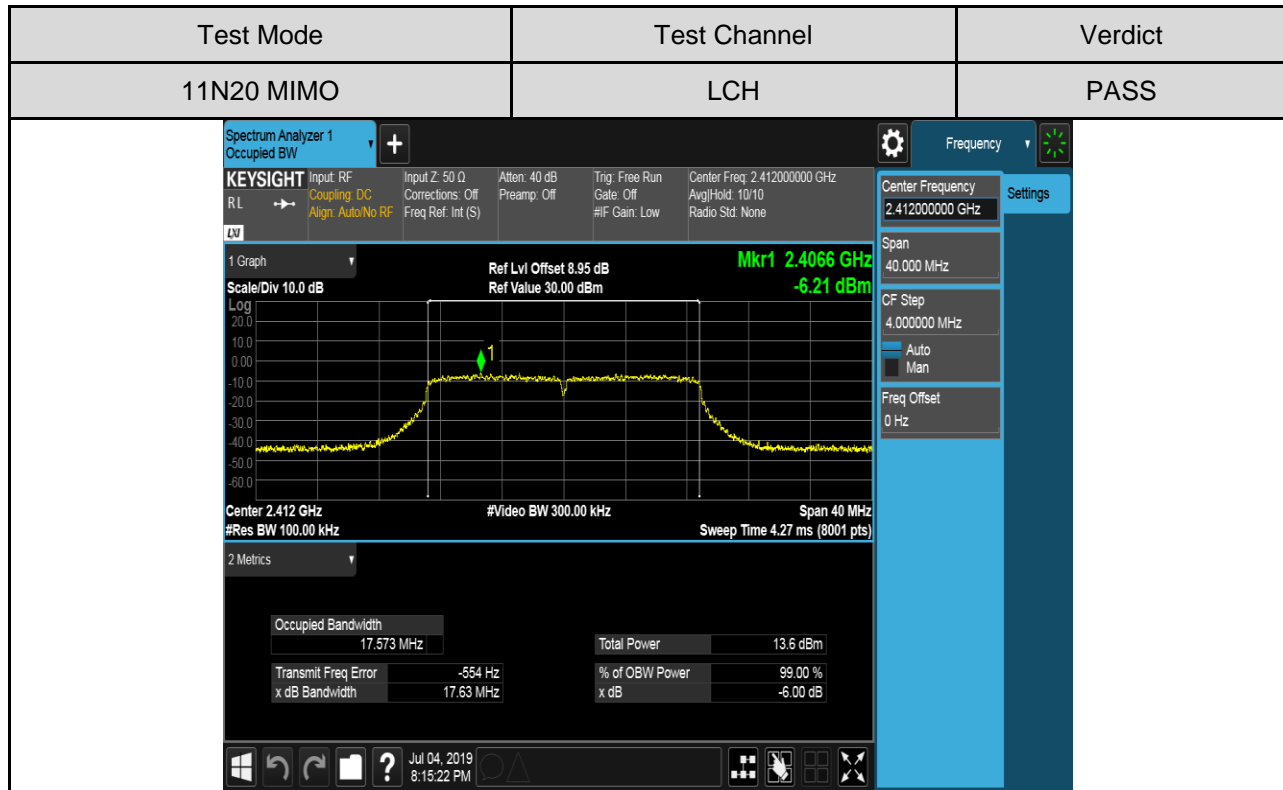 Test Mode Test Channel Verdict
11N20 MIMO LCH PASS
Spectrum Analyzer 1
Occupied BW
+
Frequency
KEYSIGHT Input: RF Input Z: 50 Ω Atten: 40 dB Trig: Free Run Center Freq: 2.412000000 GHz
RL Coupling: DC Corrections: Off Preamp: Off Gate: Off Avg|Hold: 10/10
Align: Auto/No RF Freq Ref: Int (S) #IF Gain: Low Radio Std: None
LXI
Center Frequency
2.412000000 GHz
Settings
Span
40.000 MHz
CF Step
4.000000 MHz
Auto
Man
Freq Offset
0 Hz
1 Graph Ref Lvl Offset 8.95 dB Mkr1 2.4066 GHz
Scale/Div 10.0 dB Ref Value 30.00 dBm -6.21 dBm
Log
20.0
10.0
0.00
-10.0
-20.0
-30.0
-40.0
-50.0
-60.0
1
Center 2.412 GHz #Video BW 300.00 kHz Span 40 MHz
#Res BW 100.00 kHz Sweep Time 4.27 ms (8001 pts)
2 Metrics
Occupied Bandwidth
17.573 MHz Total Power 13.6 dBm
Transmit Freq Error -554 Hz % of OBW Power 99.00 %
x dB Bandwidth 17.63 MHz x dB -6.00 dB
? Jul 04, 2019
8:15:22 PM